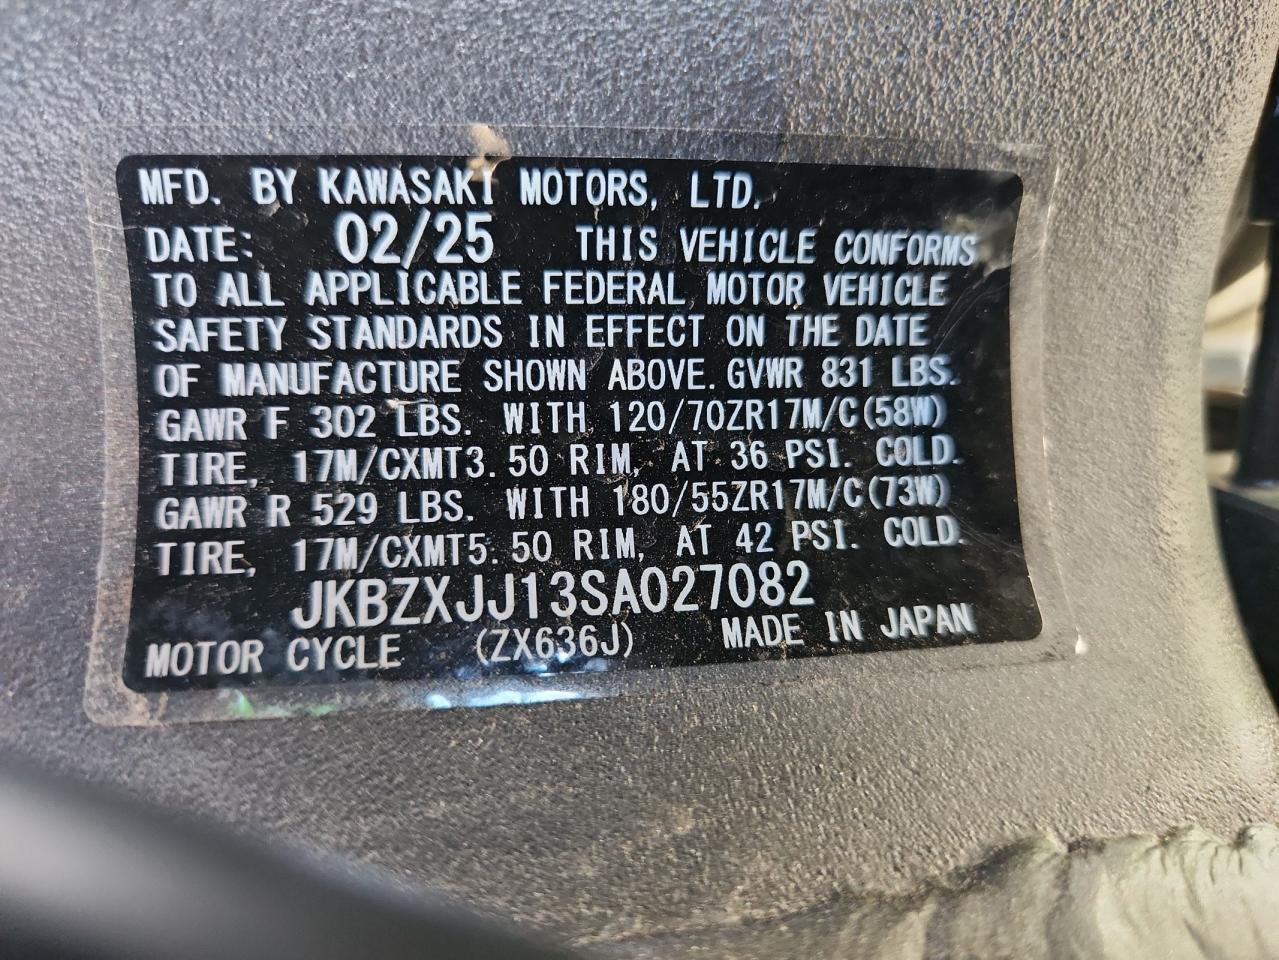 MFD. BY KAWASAKI MOTORS, LTD.
DATE: 02/25 THIS VEHICLE CONFORMS
TO ALL APPLICABLE FEDERAL MOTOR VEHICLE
SAFETY STANDARDS IN EFFECT ON THE DATE
OF MANUFACTURE SHOWN ABOVE. GVWR 831 LBS.
GAWR F 302 LBS. WITH 120/70ZR17M/C(58W)
TIRE, 17M/CXMT3.50 RIM, AT 36 PSI. COLD.
GAWR R 529 LBS. WITH 180/55ZR17M/C(73W)
TIRE, 17M/CXMT5.50 RIM, AT 42 PSI. COLD.
JKBZXJJ13SA027082
MOTOR CYCLE (ZX636J) MADE IN JAPAN